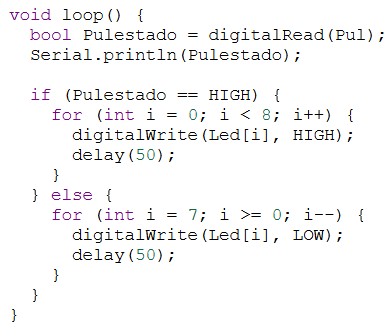 void loop() {
  bool Pulestado = digitalRead(Pul);
  Serial.println(Pulestado);

  if (Pulestado == HIGH) {
    for (int i = 0; i < 8; i++) {
      digitalWrite(Led[i], HIGH);
      delay(50);
    }
  } else {
    for (int i = 7; i >= 0; i--) {
      digitalWrite(Led[i], LOW);
      delay(50);
    }
  }
}